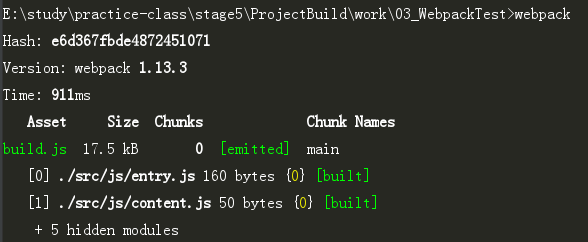 E:\study\practice-class\stage5\ProjectBuild\work\03_WebpackTest>webpack
Hash: e6d367fbde4872451071
Version: webpack 1.13.3
Time: 911ms
Asset Size Chunks Chunk Names
build.js 17.5 kB 0 [emitted] main
[0] ./src/js/entry.js 160 bytes {0} [built]
[1] ./src/js/content.js 50 bytes {0} [built]
+ 5 hidden modules